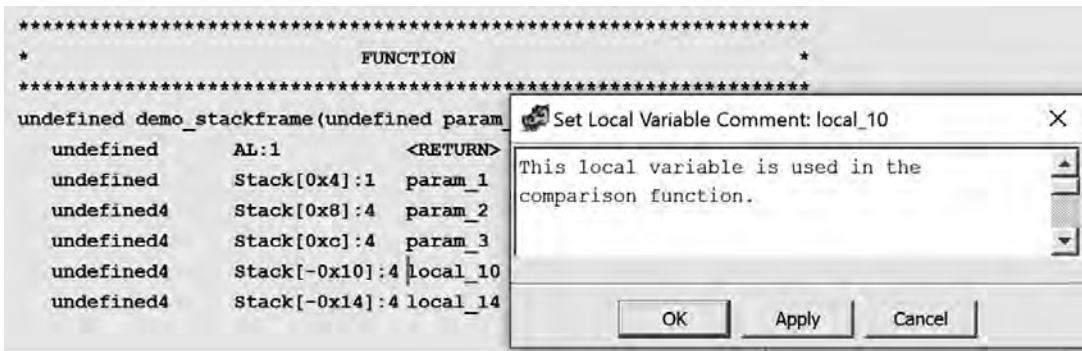 ******************************************************************
* FUNCTION *
******************************************************************
undefined demo_stackframe(undefined param_
undefined AL:1 <RETURN>
undefined Stack[0x4]:1 param_1
undefined4 Stack[0x8]:4 param_2
undefined4 Stack[0xc]:4 param_3
undefined4 Stack[-0x10]:4 local_10
undefined4 Stack[-0x14]:4 local_14
Set Local Variable Comment: local_10
This local variable is used in the
comparison function.
OK Apply Cancel